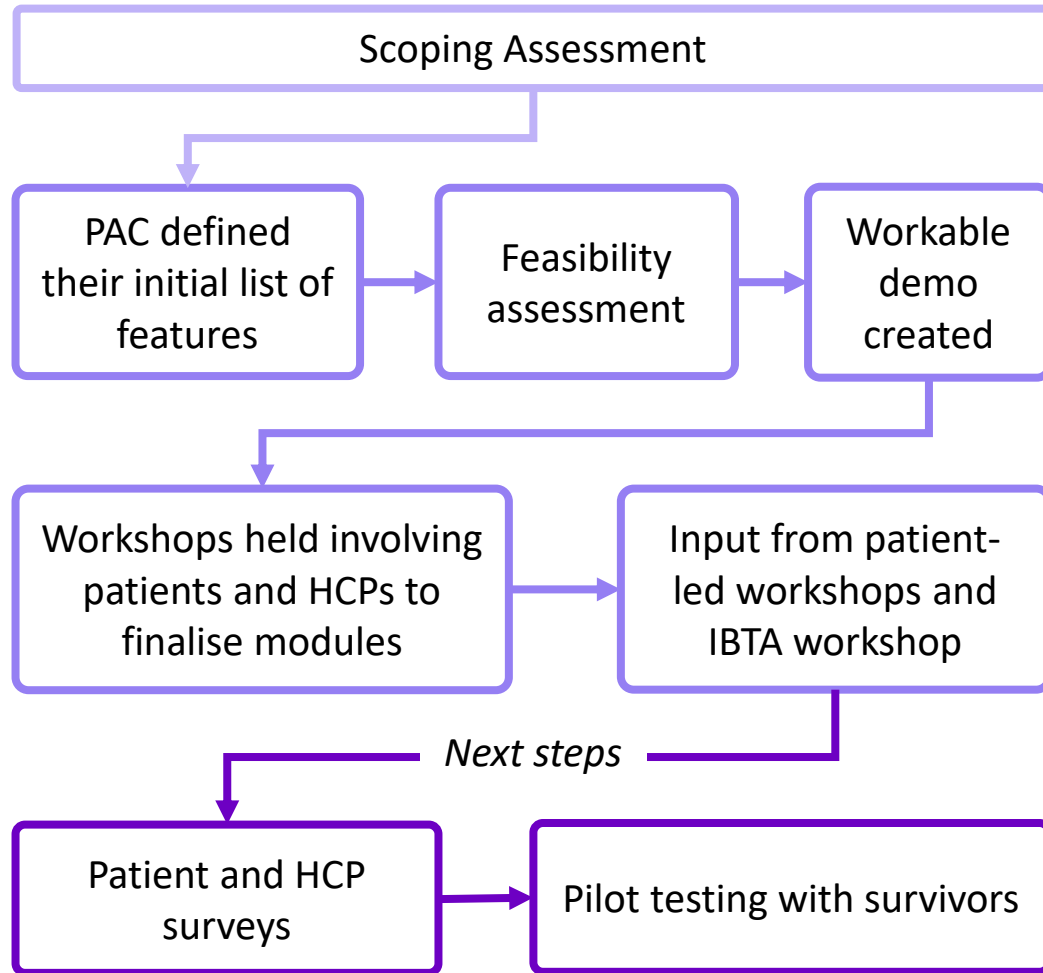 Scoping Assessment
PAC defined
their initial list of
features
Feasibility
assessment
Workable
demo
created
Workshops held involving
patients and HCPs to
finalise modules
Input from patient-
led workshops and
IBTA workshop
Next steps
Patient and HCP
surveys
Pilot testing with survivors